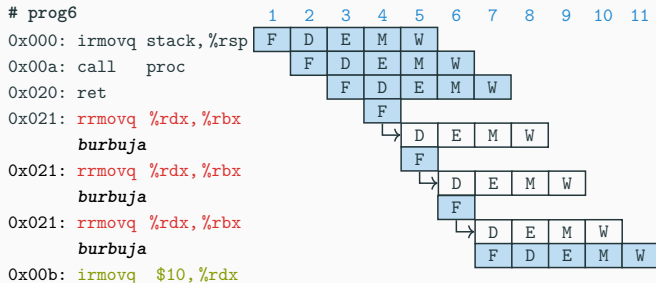 # prog6 1 2 3 4 5 6 7 8 9 10 11
0x000: irmovq stack,%rsp F D E M W
0x00a: call proc F D E M W
0x020: ret F D E M W
0x021: rrmovq %rdx,%rbx F
burbuja D E M W
0x021: rrmovq %rdx,%rbx F
burbuja D E M W
0x021: rrmovq %rdx,%rbx F
burbuja D E M W
0x00b: irmovq $10,%rdx F D E M W